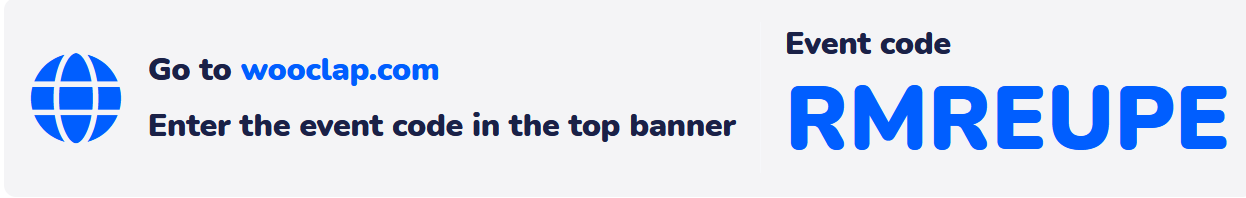 Go to wooclap.com
Enter the event code in the top banner
Event code
RMREUPE